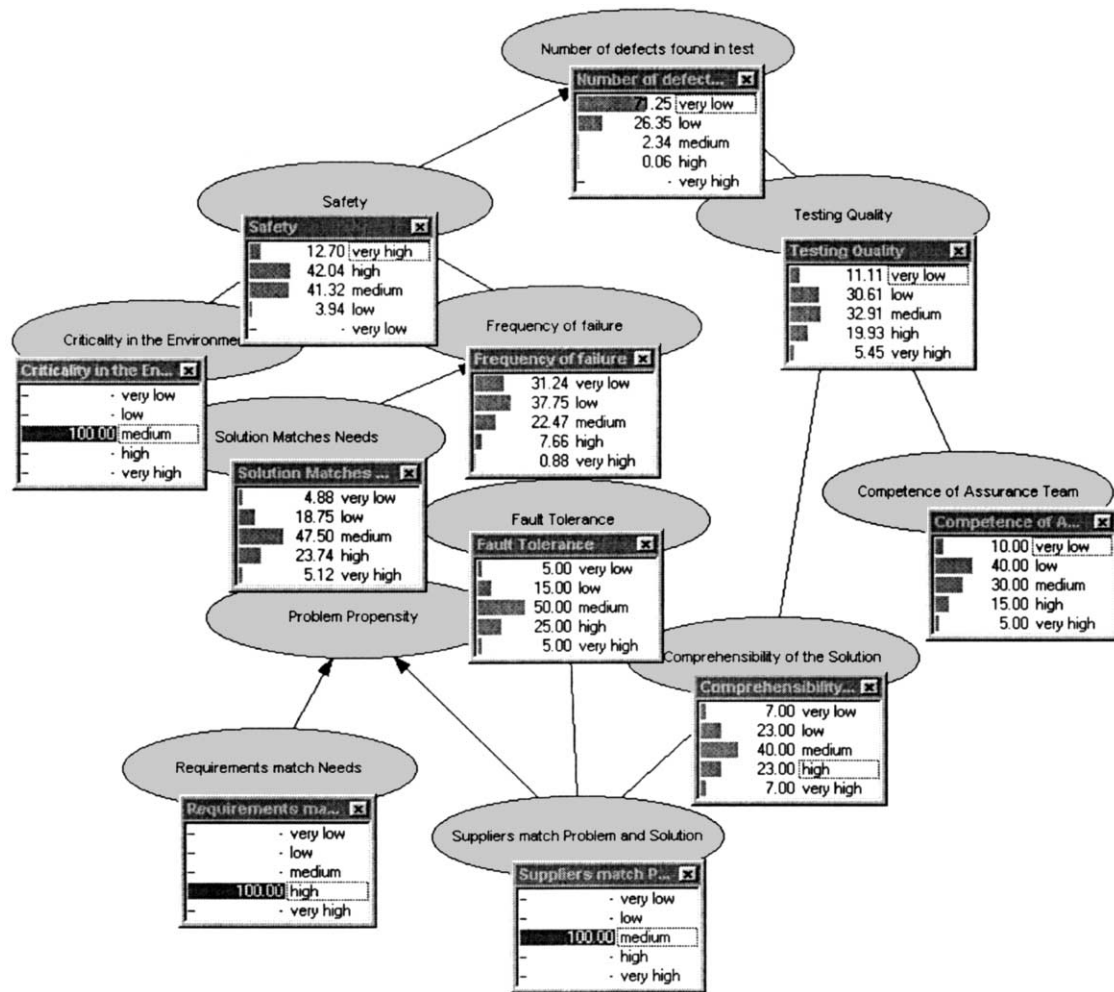 Number of defects found in test
Number of defect...
71.25 very low
26.35 low
2.34 medium
0.06 high
- - very high
Safety
Safety
12.70 very high
42.04 high
41.32 medium
3.94 low
- - very low
Testing Quality
Testing Quality
11.11 very low
30.61 low
32.91 medium
19.93 high
5.45 very high
Criticality in the Environme
Criticality in the En...
- - very low
- - low
100.00 medium
- - high
- - very high
Frequency of failure
Frequency of failure
31.24 very low
37.75 low
22.47 medium
7.66 high
0.88 very high
Solution Matches Needs
Solution Matches ...
4.88 very low
18.75 low
47.50 medium
23.74 high
5.12 very high
Fault Tolerance
Fault Tolerance
5.00 very low
15.00 low
50.00 medium
25.00 high
5.00 very high
Competence of Assurance Team
Competence of A...
10.00 very low
40.00 low
30.00 medium
15.00 high
5.00 very high
Problem Propensity
Comprehensibility of the Solution
Comprehensibility...
7.00 very low
23.00 low
40.00 medium
23.00 high
7.00 very high
Requirements match Needs
Requirements ma...
- - very low
- - low
- - medium
100.00 high
- - very high
Suppliers match Problem and Solution
Suppliers match P...
- - very low
- - low
100.00 medium
- - high
- - very high